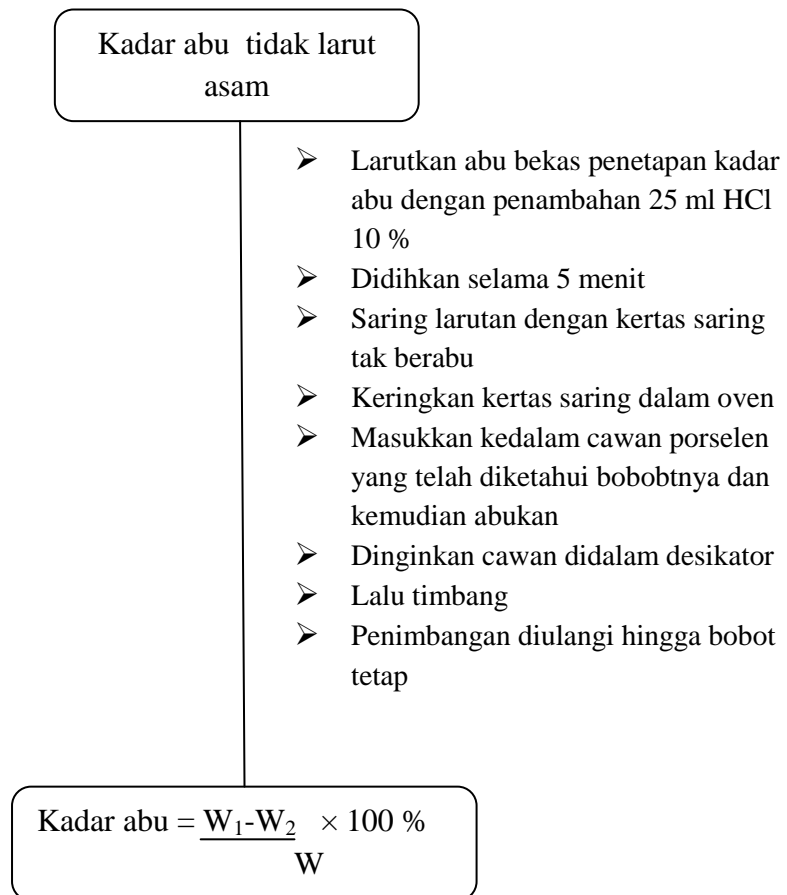 Kadar abu  tidak larut
asam
➢ Larutkan abu bekas penetapan kadar
abu dengan penambahan 25 ml HCl
10 %
➢ Didihkan selama 5 menit
➢ Saring larutan dengan kertas saring
tak berabu
➢ Keringkan kertas saring dalam oven
➢ Masukkan kedalam cawan porselen
yang telah diketahui bobobtnya dan
kemudian abukan
➢ Dinginkan cawan didalam desikator
➢ Lalu timbang
➢ Penimbangan diulangi hingga bobot
tetap
Kadar abu = W₁-W₂ × 100 %
W